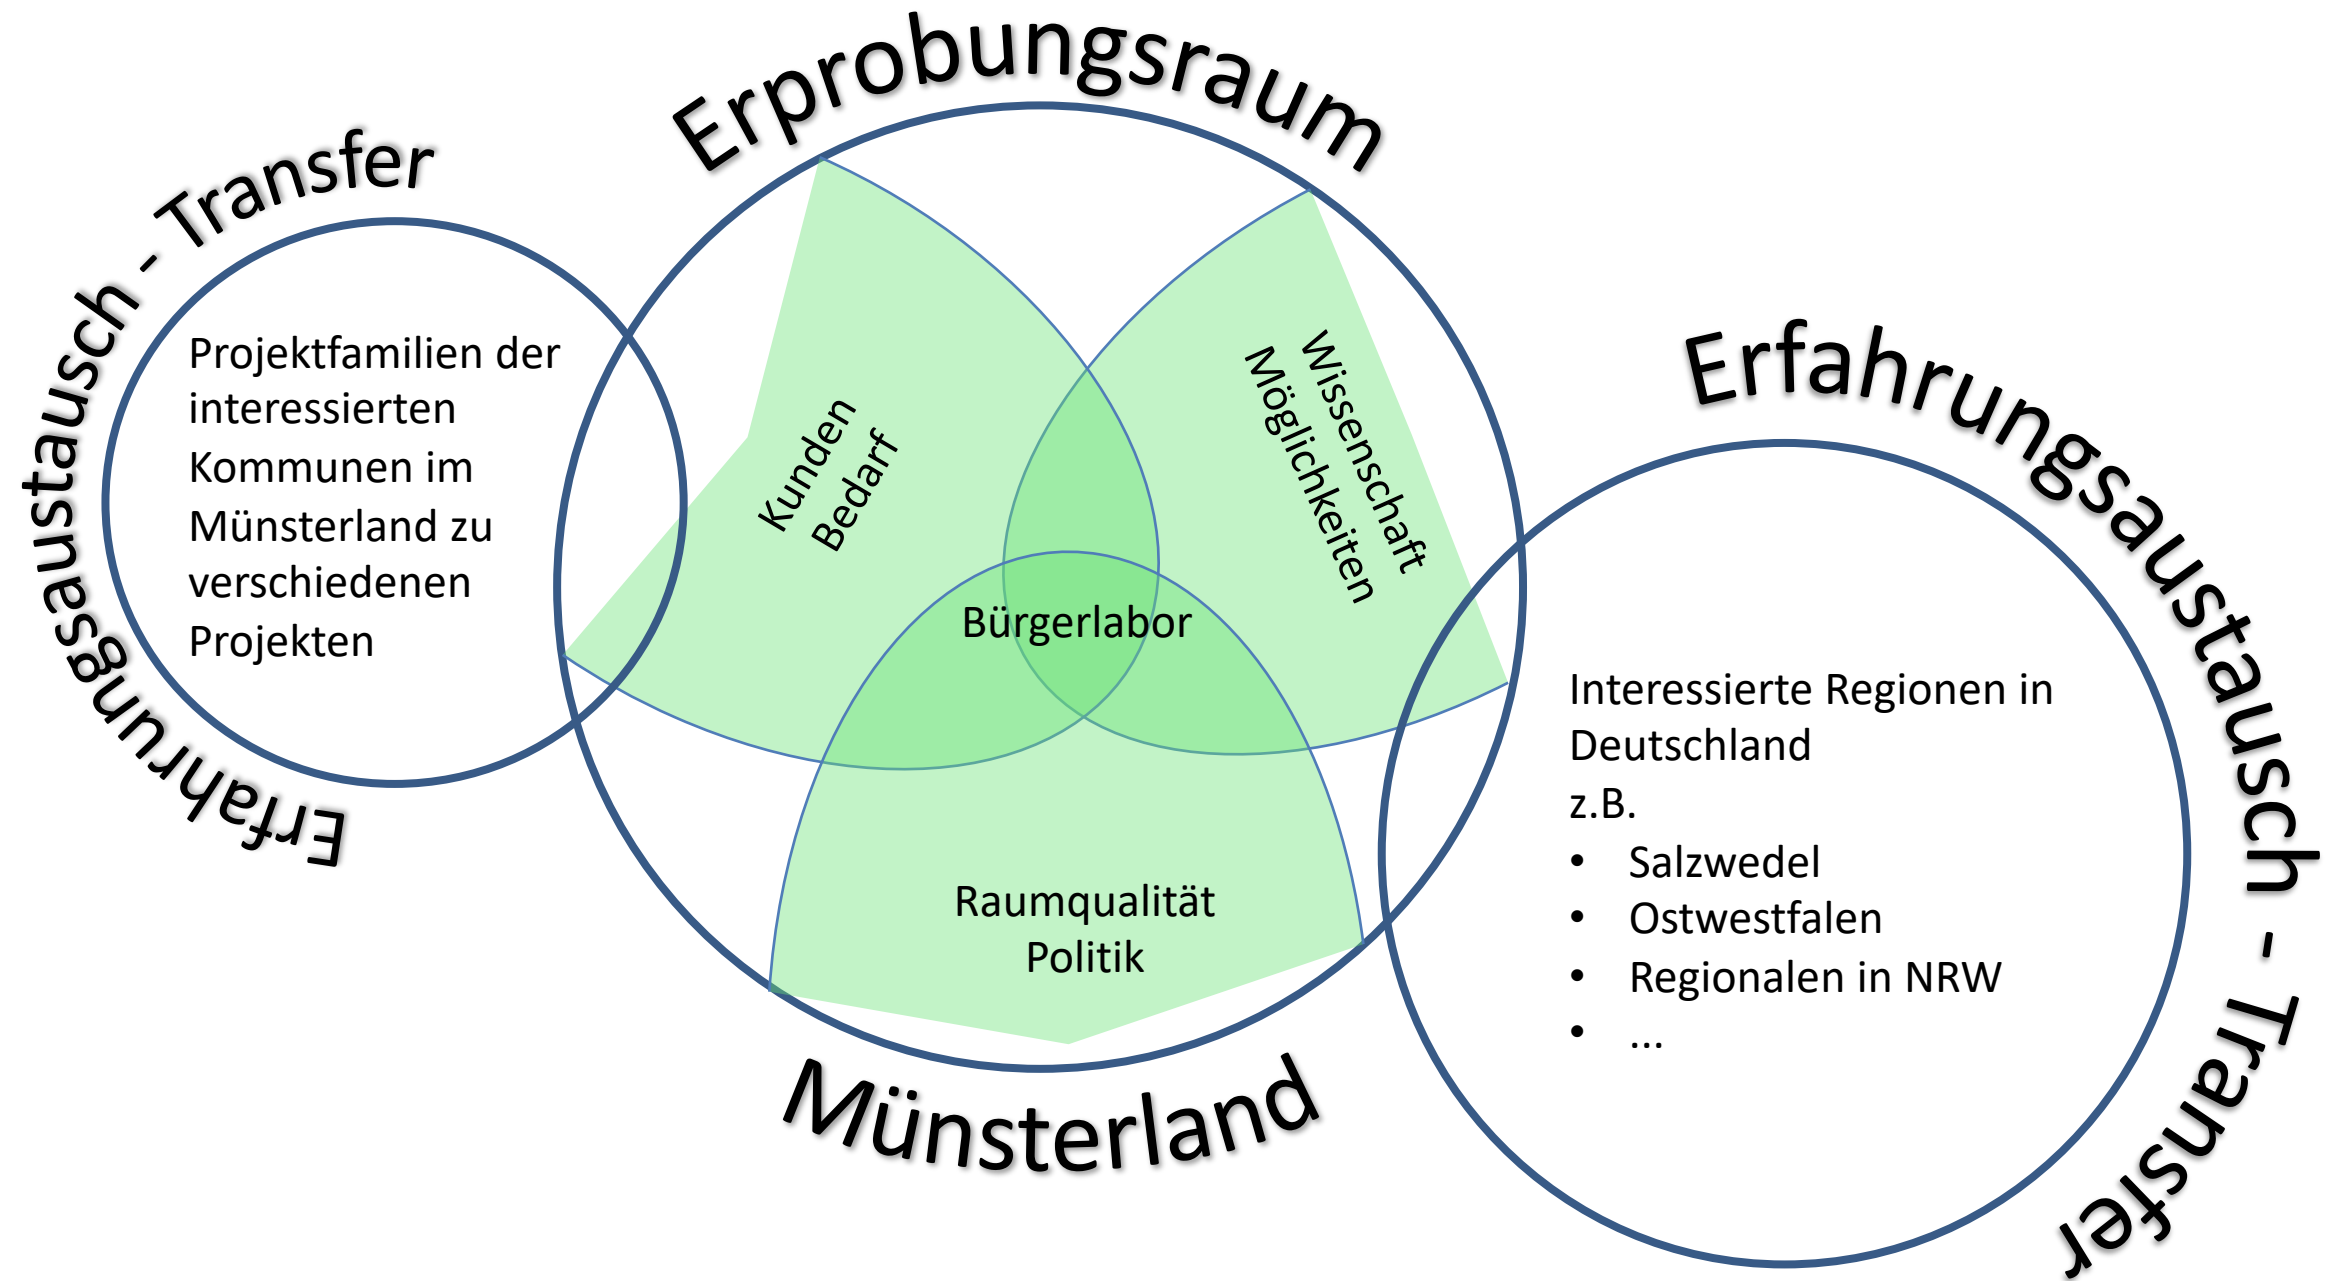 Erprobungsraum
Erfahrungsaustausch - Transfer
Projektfamilien der
interessierten
Kommunen im
Münsterland zu
verschiedenen
Projekten
Kunden
Bedarf
Wissenschaft
Möglichkeiten
Bürgerlabor
Raumqualität
Politik
Münsterland
Erfahrungsaustausch - Transfer
Interessierte Regionen in
Deutschland
z.B.
• Salzwedel
• Ostwestfalen
• Regionalen in NRW
• ...